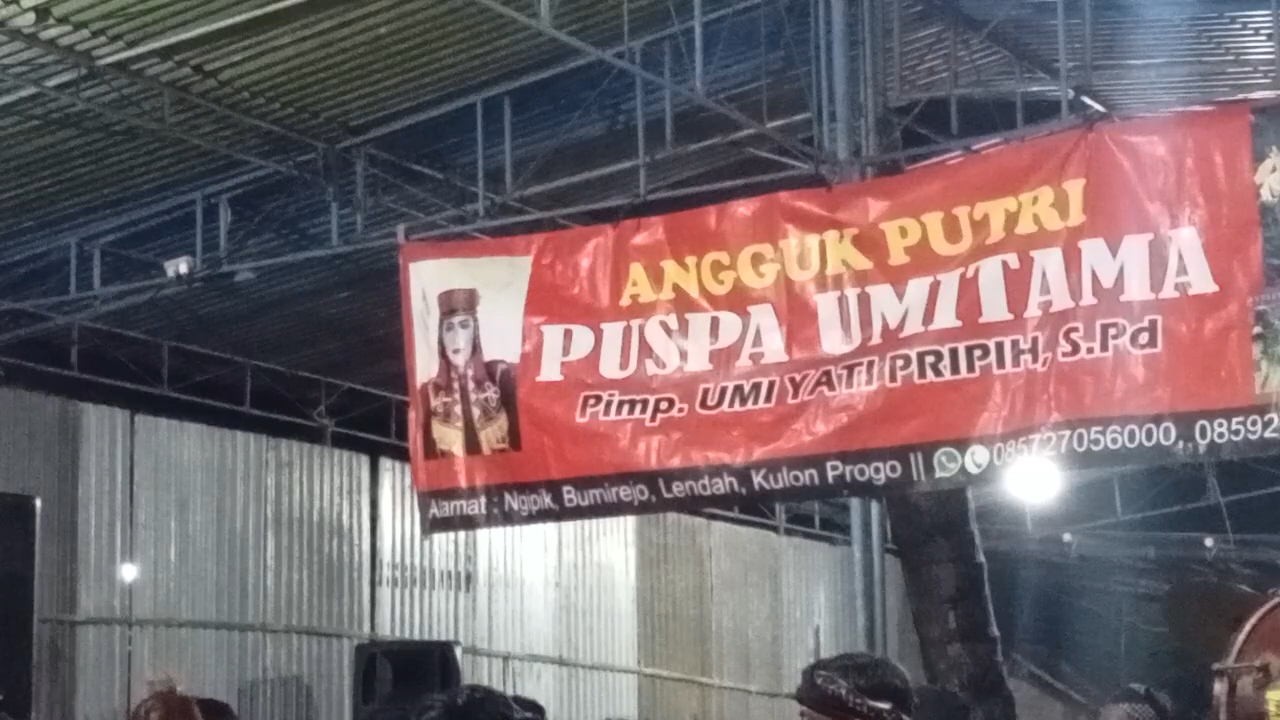 ANGGUK PUTRI
PUSPA UMITAMA
Pimp. UMI YATI PRIPIH, S.Pd
Alamat : Ngipik, Bumirejo, Lendah, Kulon Progo || 085727056000, 08592